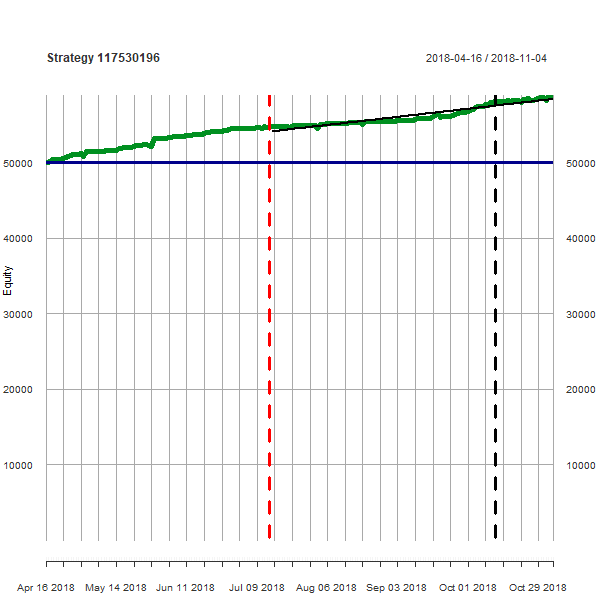 Strategy 117530196
2018-04-16 / 2018-11-04
50000 50000
40000 40000
Equity
30000 30000
20000 20000
10000 10000
Apr 16 2018 May 14 2018 Jun 11 2018 Jul 09 2018 Aug 06 2018 Sep 03 2018 Oct 01 2018 Oct 29 2018